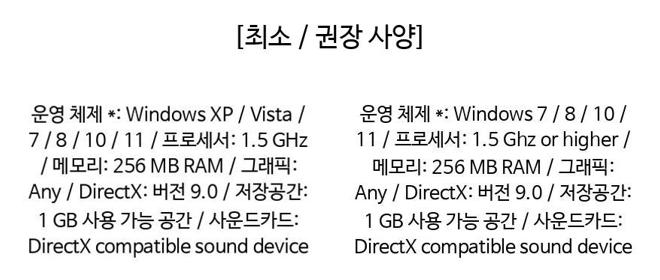 [최소 / 권장 사양]
운영 체제 *: Windows XP / Vista /
7 / 8 / 10 / 11 / 프로세서: 1.5 GHz
/ 메모리: 256 MB RAM / 그래픽:
Any / DirectX: 버전 9.0 / 저장공간:
1 GB 사용 가능 공간 / 사운드카드:
DirectX compatible sound device
운영 체제 *: Windows 7 / 8 / 10 /
11 / 프로세서: 1.5 Ghz or higher /
메모리: 256 MB RAM / 그래픽:
Any / DirectX: 버전 9.0 / 저장공간:
1 GB 사용 가능 공간 / 사운드카드:
DirectX compatible sound device